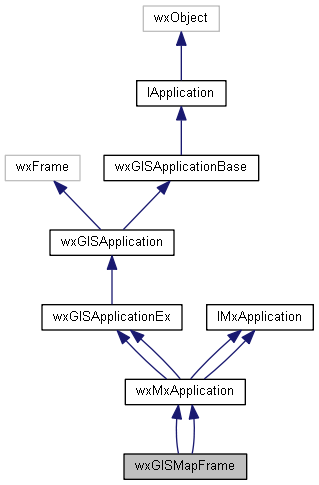 wxObject
IApplication
wxFrame
wxGISApplicationBase
wxGISApplication
wxGISApplicationEx
IMxApplication
wxMxApplication
wxGISMapFrame